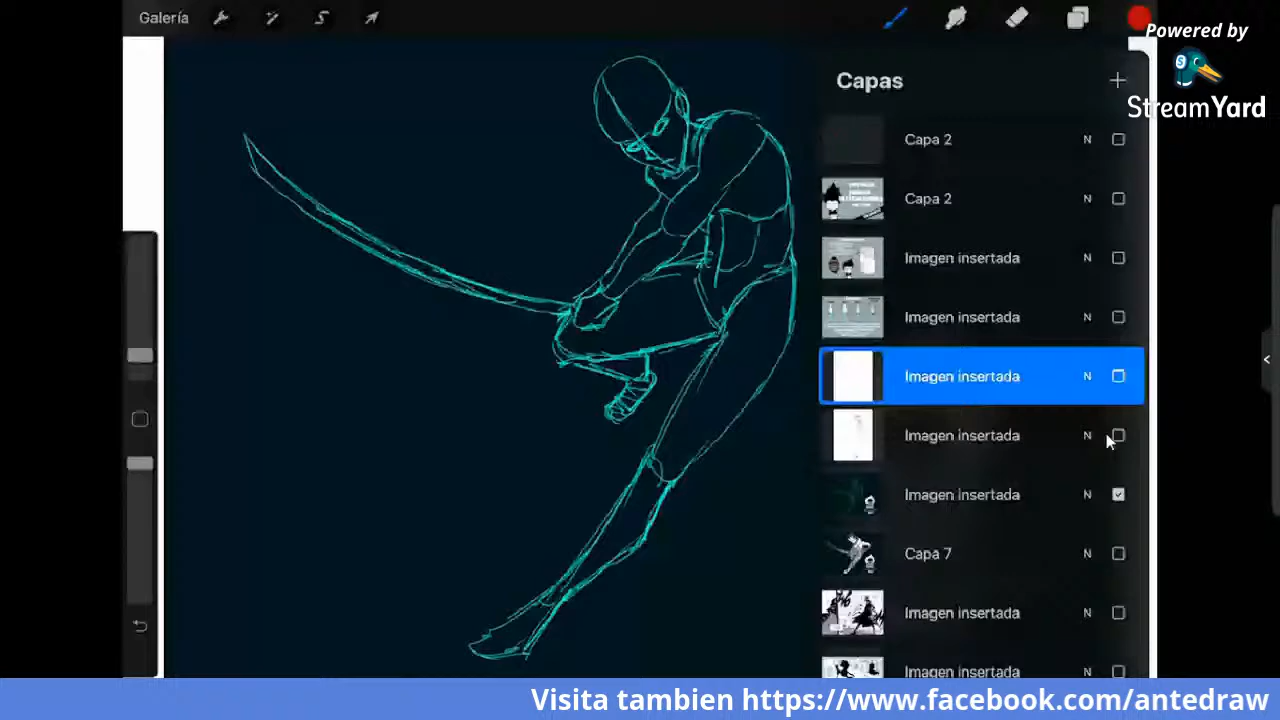 Galería
Powered by
StreamYard
Capas
Capa 2 N
Capa 2 N
Imagen insertada N
Imagen insertada N
Imagen insertada N
Imagen insertada N
Imagen insertada N
Capa 7 N
Imagen insertada N
Imagen insertada N
Visita tambien https://www.facebook.com/antedraw